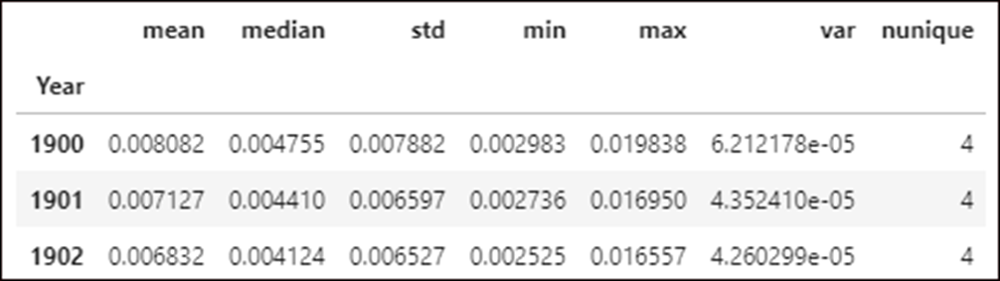 mean median std min max var nunique
Year
1900 0.008082 0.004755 0.007882 0.002983 0.019838 6.212178e-05 4
1901 0.007127 0.004410 0.006597 0.002736 0.016950 4.352410e-05 4
1902 0.006832 0.004124 0.006527 0.002525 0.016557 4.260299e-05 4